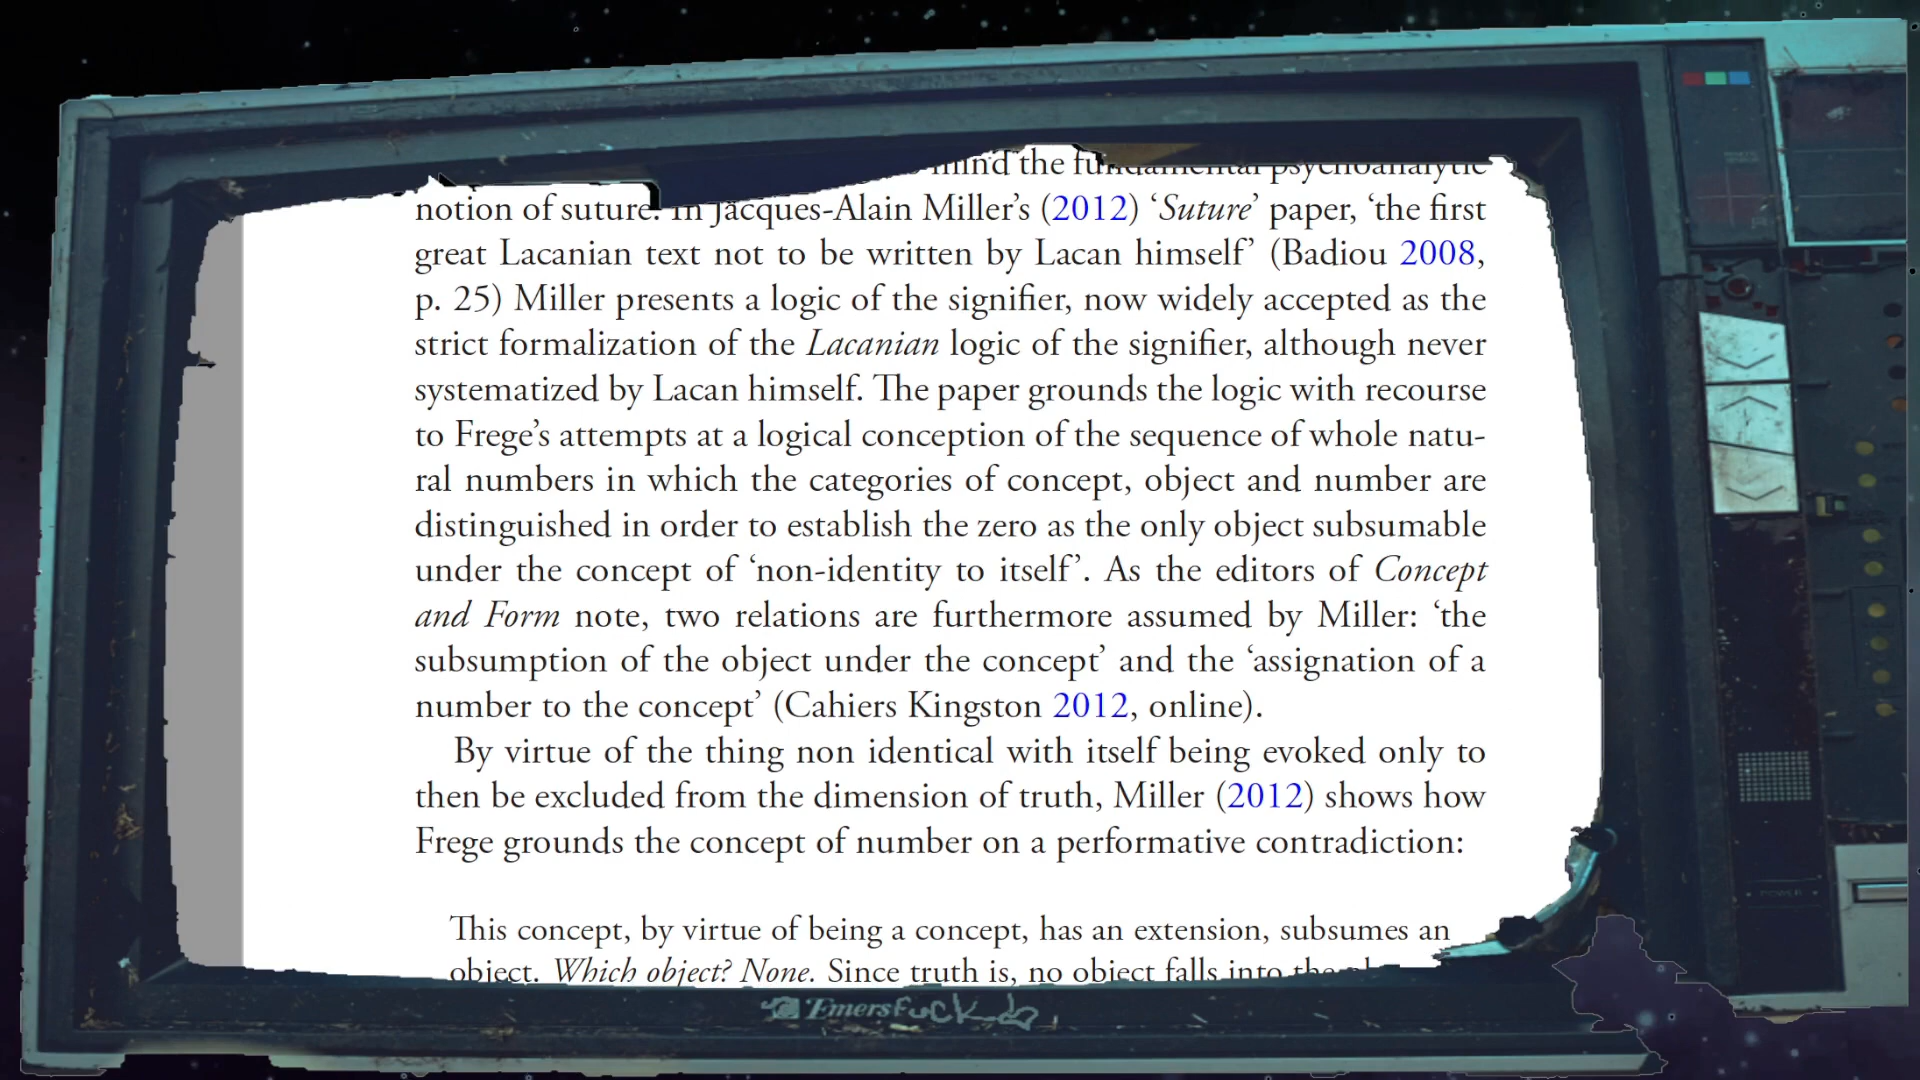 mind the fundamental psychoanalytic
notion of suture. In Jacques-Alain Miller’s (2012) ‘Suture’ paper, ‘the first
great Lacanian text not to be written by Lacan himself’ (Badiou 2008,
p. 25) Miller presents a logic of the signifier, now widely accepted as the
strict formalization of the Lacanian logic of the signifier, although never
systematized by Lacan himself. The paper grounds the logic with recourse
to Frege’s attempts at a logical conception of the sequence of whole natu-
ral numbers in which the categories of concept, object and number are
distinguished in order to establish the zero as the only object subsumable
under the concept of ‘non-identity to itself’. As the editors of Concept
and Form note, two relations are furthermore assumed by Miller: ‘the
subsumption of the object under the concept’ and the ‘assignation of a
number to the concept’ (Cahiers Kingston 2012, online).
By virtue of the thing non identical with itself being evoked only to
then be excluded from the dimension of truth, Miller (2012) shows how
Frege grounds the concept of number on a performative contradiction:
This concept, by virtue of being a concept, has an extension, subsumes an
object. Which object? None. Since truth is, no object falls into the
POWER